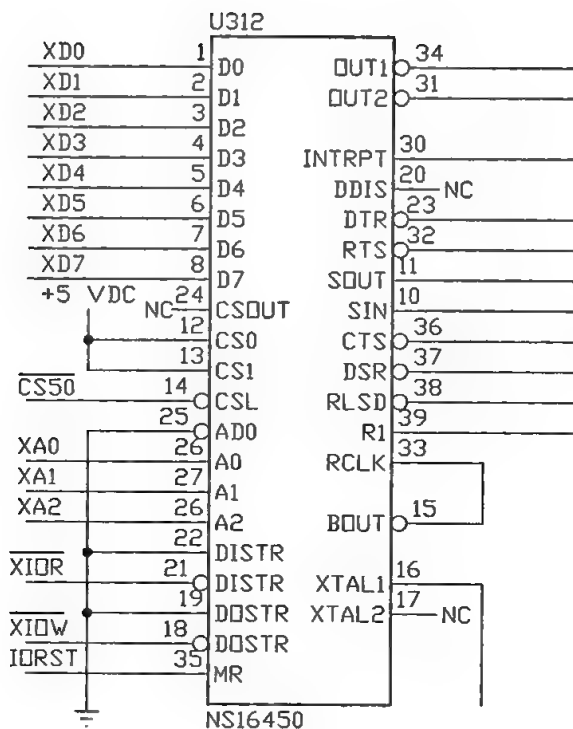 U312
XD0 1 D0 OUT1 34
XD1 2 D1 OUT2 31
XD2 3 D2
XD3 4 D3 INTRPT 30
XD4 5 D4 DDIS 20 NC
XD5 6 D5 DTR 23
XD6 7 D6 RTS 32
XD7 8 D7 SOUT 11
+5 VDC NC 24 CSOUT SIN 10
12 CS0 CTS 36
13 CS1 DSR 37
CS50 14 CSL RLSD 38
25 AD0 R1 39
XA0 26 A0 RCLK 33
XA1 27 A1
XA2 26 A2 BOUT 15
22 DISTR
XIOR 21 DISTR XTAL1 16
19 DOSTR XTAL2 17 NC
XIOW 18 DOSTR
IORST 35 MR
NS16450